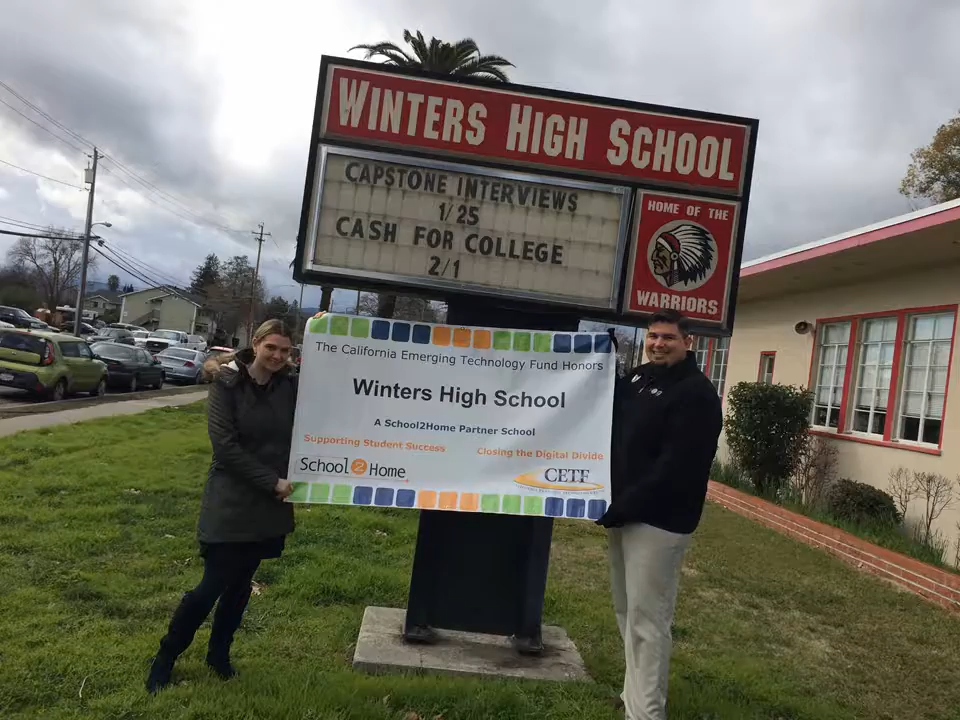 WINTERS HIGH SCHOOL
CAPSTONE INTERVIEWS
1/25
CASH FOR COLLEGE
2/1
HOME OF THE
WARRIORS
The California Emerging Technology Fund Honors
Winters High School
A School2Home Partner School
Supporting Student Success
Closing the Digital Divide
School2Home
CETF